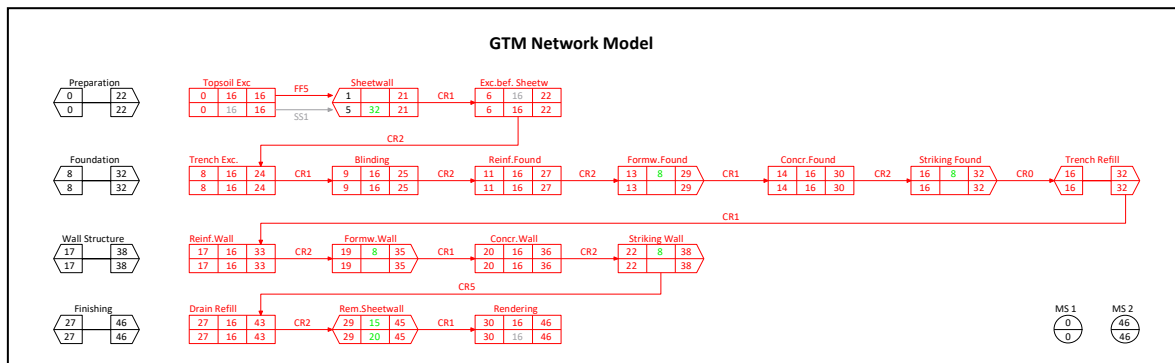 GTM Network Model
Preparation Topsoil Exc Sheetwall Exc.bef. Sheetw
0 22 0 16 16 FF5 1 21 CR1 6 16 22
0 22 0 16 16 SS1 5 32 21 6 16 22
CR2
Foundation Trench Exc. Blinding Reinf.Found Formw.Found Concr.Found Striking Found Trench Refill
8 32 8 16 24 CR1 9 16 25 CR2 11 16 27 CR2 13 8 29 CR1 14 16 30 CR2 16 8 32 CR0 16 32
8 32 8 16 24 9 16 25 11 16 27 13 29 14 16 30 16 32 16 32
CR1
Wall Structure Reinf.Wall Formw.Wall Concr.Wall Striking Wall
17 38 17 16 33 CR2 19 8 35 CR1 20 16 36 CR2 22 8 38
17 38 17 16 33 19 35 20 16 36 22 38
CR5
Finishing Drain Refill Rem.Sheetwall Rendering MS 1 MS 2
27 46 27 16 43 CR2 29 15 45 CR1 30 16 46 0 46
27 46 27 16 43 29 20 45 30 16 46 0 46